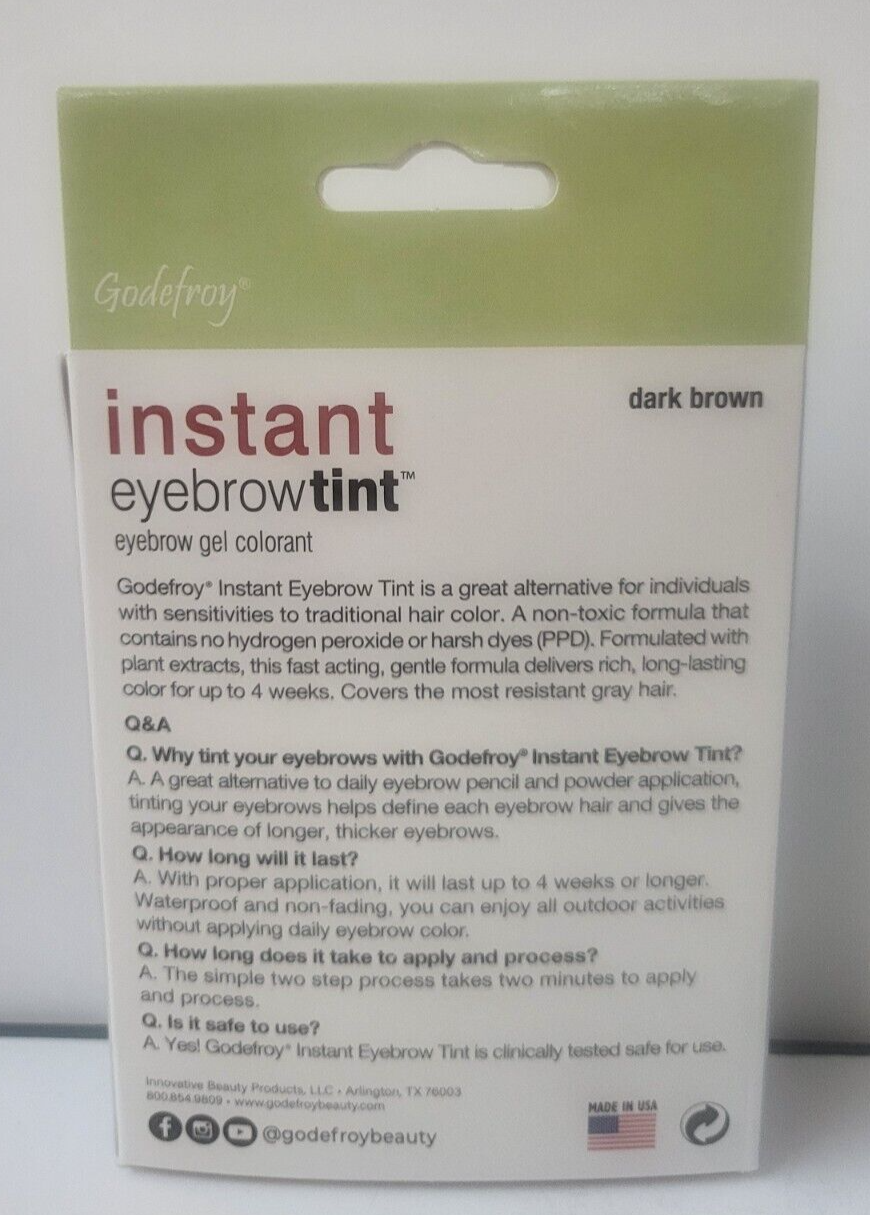 Godefroy®
instant
dark brown
eyebrowtint™
eyebrow gel colorant
Godefroy® Instant Eyebrow Tint is a great alternative for individuals
with sensitivities to traditional hair color. A non-toxic formula that
contains no hydrogen peroxide or harsh dyes (PPD). Formulated with
plant extracts, this fast acting, gentle formula delivers rich, long-lasting
color for up to 4 weeks. Covers the most resistant gray hair.
Q&A
Q. Why tint your eyebrows with Godefroy® Instant Eyebrow Tint?
A. A great alternative to daily eyebrow pencil and powder application,
tinting your eyebrows helps define each eyebrow hair and gives the
appearance of longer, thicker eyebrows.
Q. How long will it last?
A. With proper application, it will last up to 4 weeks or longer.
Waterproof and non-fading, you can enjoy all outdoor activities
without applying daily eyebrow color.
Q. How long does it take to apply and process?
A. The simple two step process takes two minutes to apply
and process.
Q. Is it safe to use?
A. Yes! Godefroy® Instant Eyebrow Tint is clinically tested safe for use.
Innovative Beauty Products, LLC • Arlington, TX 76003
800.854.9809 • www.godefroybeauty.com
@godefroybeauty
MADE IN USA